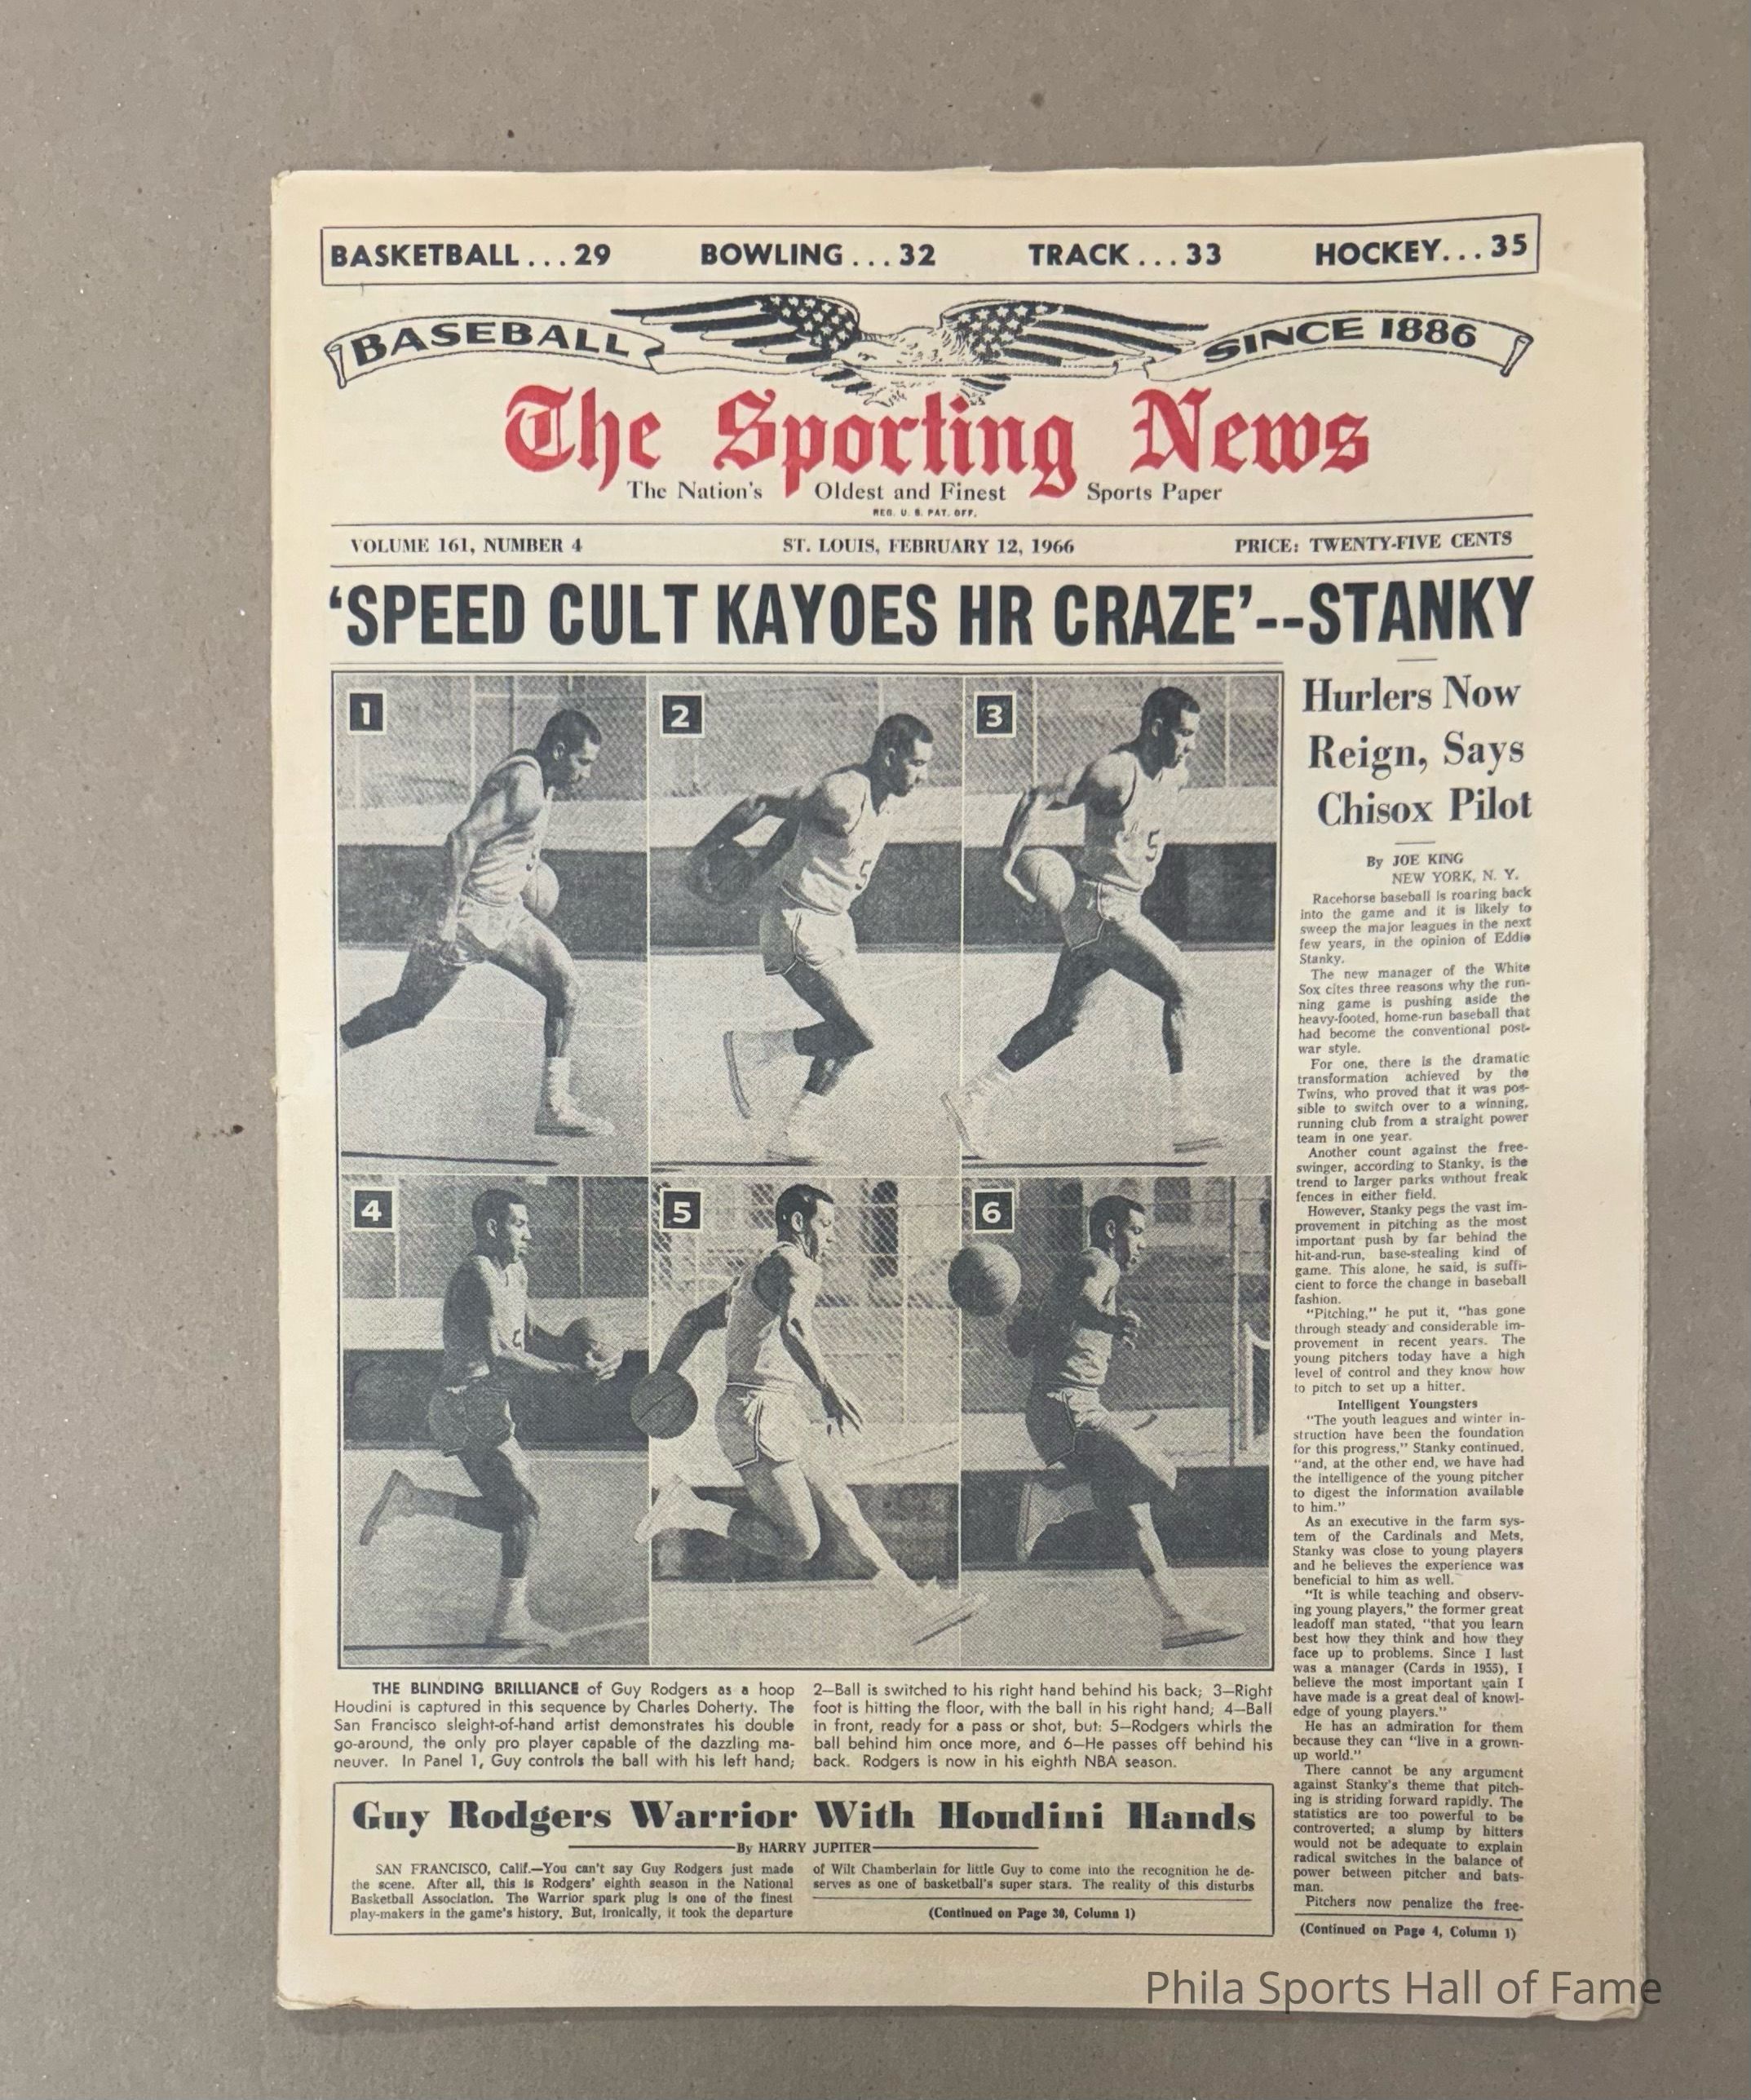 BASKETBALL...29 BOWLING...32 TRACK...33 HOCKEY...35
BASEBALL SINCE 1886
The Sporting News
The Nation's Oldest and Finest Sports Paper
REG. U. S. PAT. OFF.
VOLUME 161, NUMBER 4 ST. LOUIS, FEBRUARY 12, 1966 PRICE: TWENTY-FIVE CENTS
'SPEED CULT KAYOES HR CRAZE'--STANKY
1
2
3
4
5
6
5
5
THE BLINDING BRILLIANCE of Guy Rodgers as a hoop
Houdini is captured in this sequence by Charles Doherty. The
San Francisco sleight-of-hand artist demonstrates his double
go-around, the only pro player capable of the dazzling ma-
neuver. In Panel 1, Guy controls the ball with his left hand;
2—Ball is switched to his right hand behind his back; 3—Right
foot is hitting the floor, with the ball in his right hand; 4—Ball
in front, ready for a pass or shot, but: 5—Rodgers whirls the
ball behind him once more, and 6—He passes off behind his
back. Rodgers is now in his eighth NBA season.
Guy Rodgers Warrior With Houdini Hands
By HARRY JUPITER
SAN FRANCISCO, Calif.—You can't say Guy Rodgers just made
the scene. After all, this is Rodgers' eighth season in the National
Basketball Association. The Warrior spark plug is one of the finest
play-makers in the game's history. But, ironically, it took the departure
of Wilt Chamberlain for little Guy to come into the recognition he de-
serves as one of basketball's super stars. The reality of this disturbs
(Continued on Page 30, Column 1)
Hurlers Now
Reign, Says
Chisox Pilot
By JOE KING
NEW YORK, N. Y.
Racehorse baseball is roaring back
into the game and it is likely to
sweep the major leagues in the next
few years, in the opinion of Eddie
Stanky.
The new manager of the White
Sox cites three reasons why the run-
ning game is pushing aside the
heavy-footed, home-run baseball that
had become the conventional post-
war style.
For one, there is the dramatic
transformation achieved by the
Twins, who proved that it was pos-
sible to switch over to a winning,
running club from a straight power
team in one year.
Another count against the free-
swinger, according to Stanky, is the
trend to larger parks without freak
fences in either field.
However, Stanky pegs the vast im-
provement in pitching as the most
important push by far behind the
hit-and-run, base-stealing kind of
game. This alone, he said, is suffi-
cient to force the change in baseball
fashion.
"Pitching," he put it, "has gone
through steady and considerable im-
provement in recent years. The
young pitchers today have a high
level of control and they know how
to pitch to set up a hitter.
Intelligent Youngsters
"The youth leagues and winter in-
struction have been the foundation
for this progress," Stanky continued,
"and, at the other end, we have had
the intelligence of the young pitcher
to digest the information available
to him."
As an executive in the farm sys-
tem of the Cardinals and Mets,
Stanky was close to young players
and he believes the experience was
beneficial to him as well.
"It is while teaching and observ-
ing young players," the former great
leadoff man stated, "that you learn
best how they think and how they
face up to problems. Since I last
was a manager (Cards in 1955), I
believe the most important gain I
have made is a great deal of knowl-
edge of young players."
He has an admiration for them
because they can "live in a grown-
up world."
There cannot be any argument
against Stanky's theme that pitch-
ing is striding forward rapidly. The
statistics are too powerful to be
controverted; a slump by hitters
would not be adequate to explain
radical switches in the balance of
power between pitcher and bats-
man.
Pitchers now penalize the free-
(Continued on Page 4, Column 1)
Phila Sports Hall of Fame